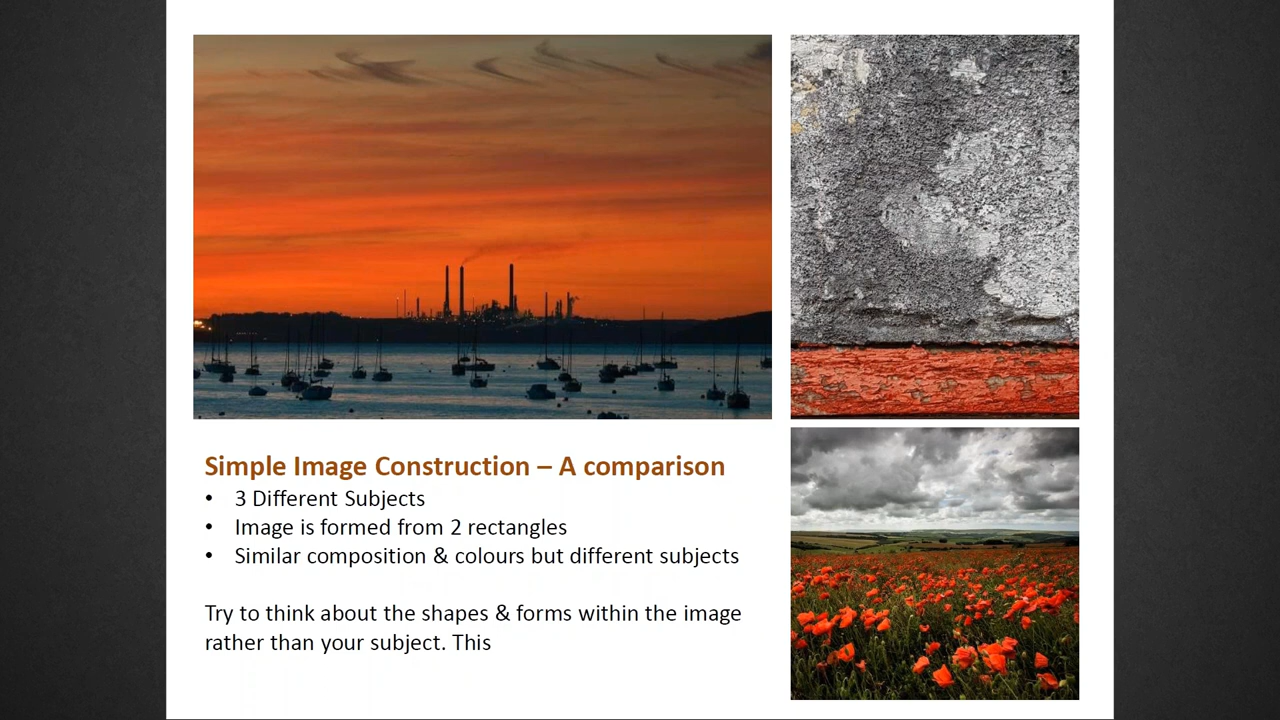 Simple Image Construction – A comparison
• 3 Different Subjects
• Image is formed from 2 rectangles
• Similar composition & colours but different subjects
Try to think about the shapes & forms within the image
rather than your subject. This